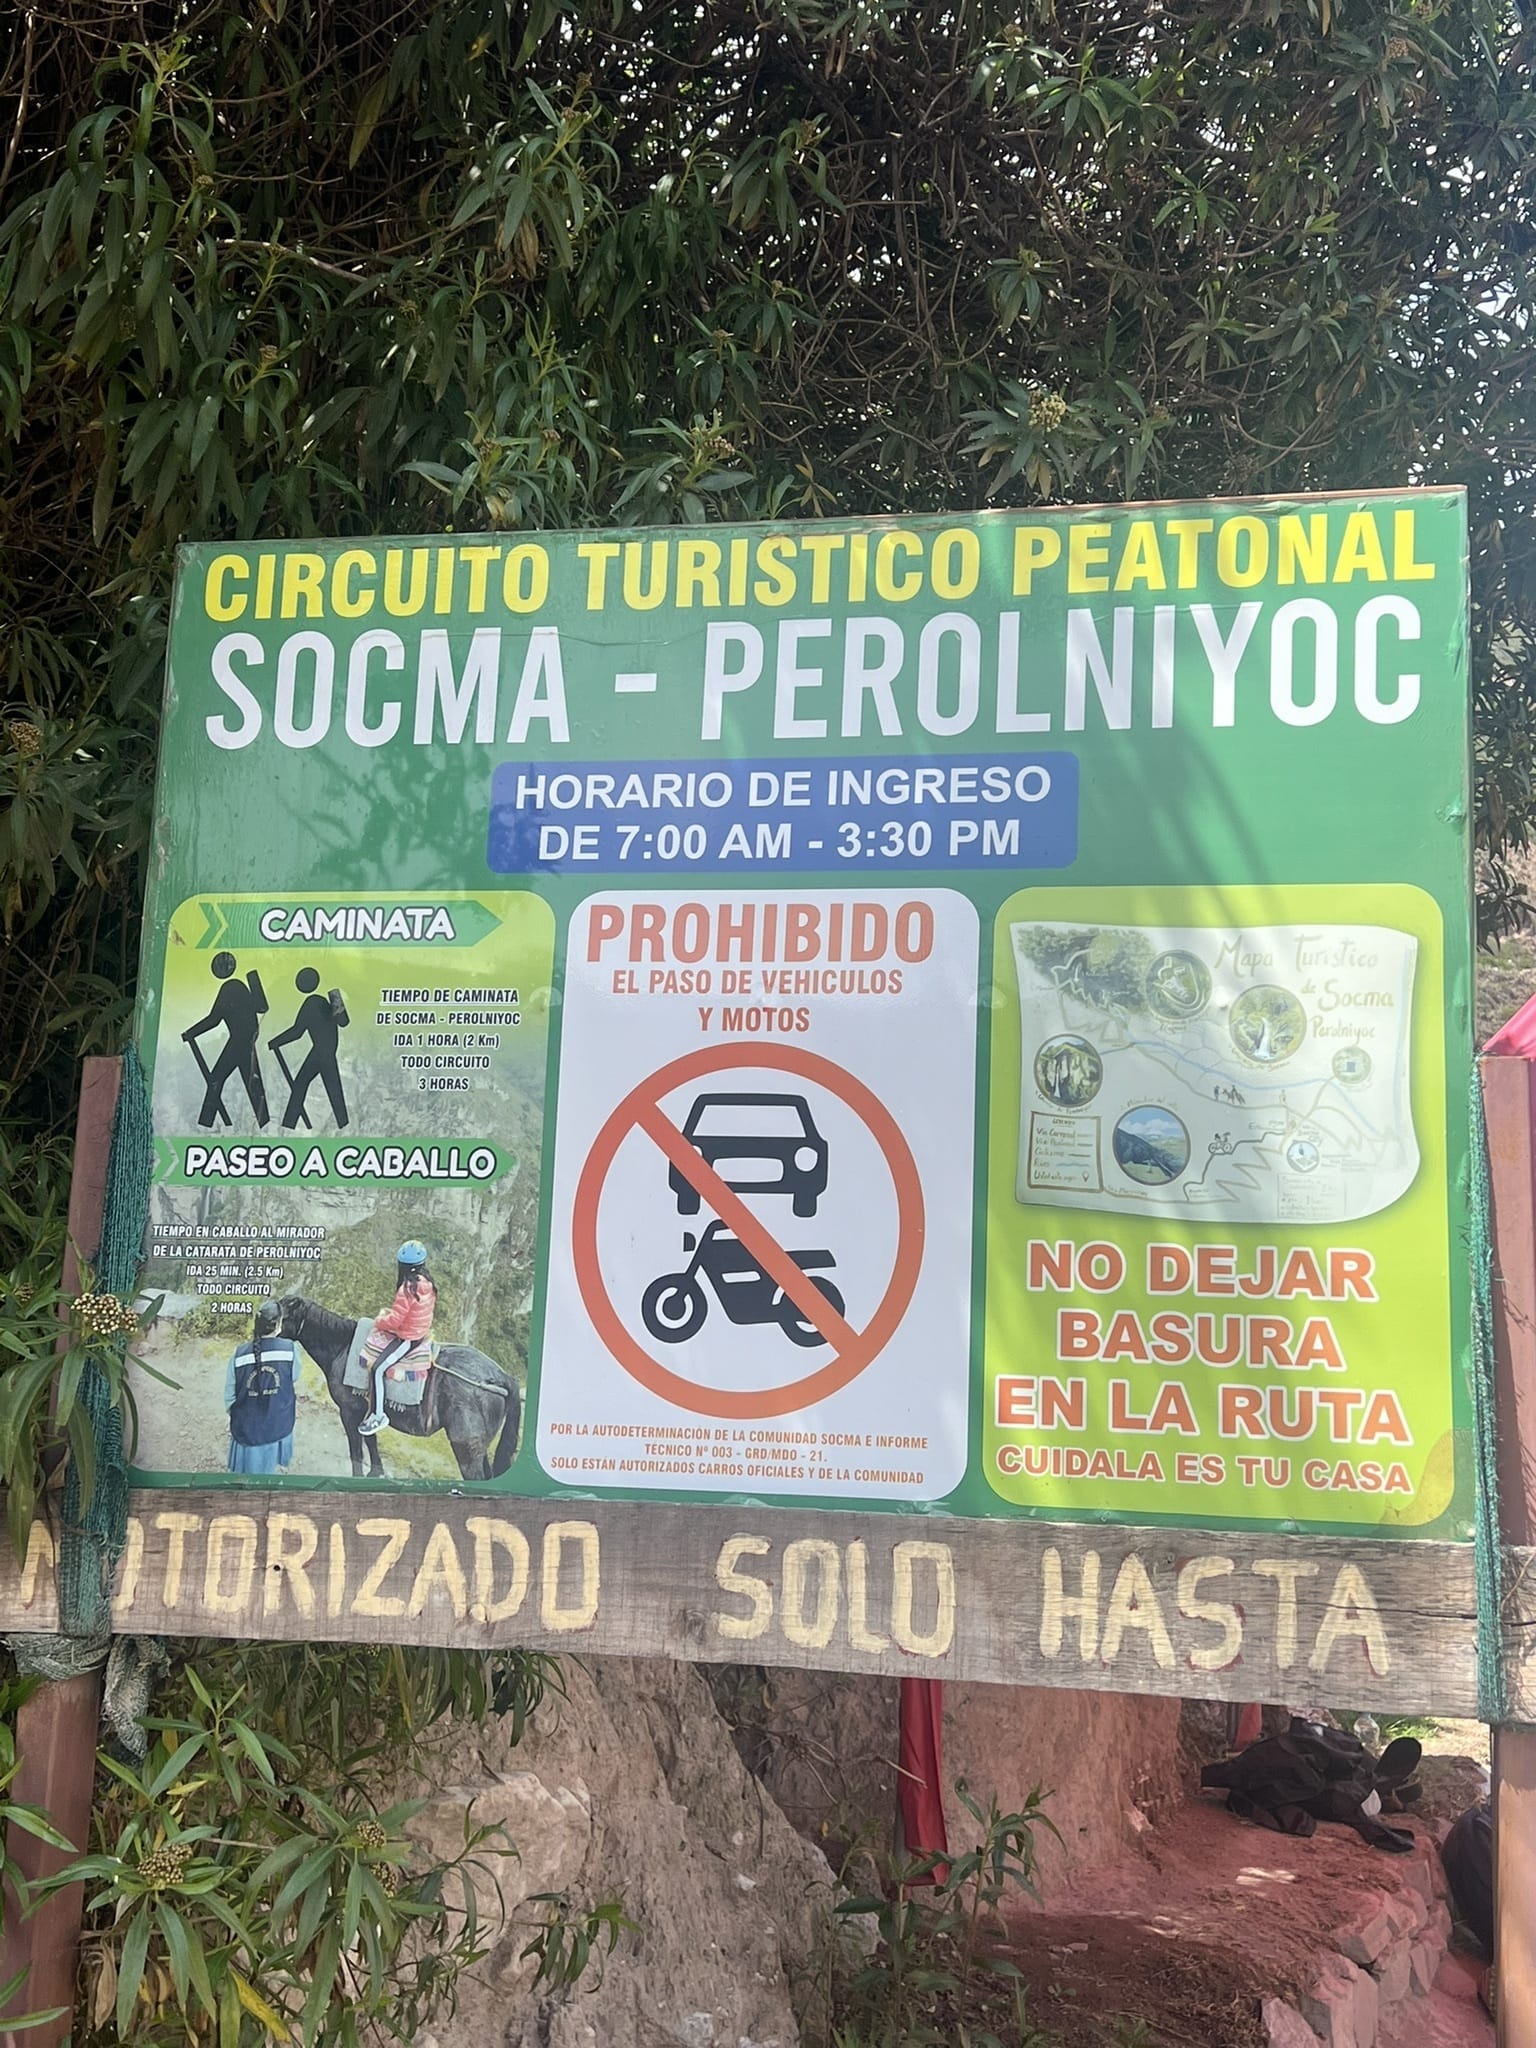 CIRCUITO TURISTICO PEATONAL
SOCMA - PEROLNIYOC
HORARIO DE INGRESO
DE 7:00 AM - 3:30 PM
CAMINATA
TIEMPO DE CAMINATA
DE SOCMA - PEROLNIYOC
IDA 1 HORA (2 Km)
TODO CIRCUITO
3 HORAS
PASEO A CABALLO
TIEMPO EN CABALLO AL MIRADOR
DE LA CATARATA DE PEROLNIYOC
IDA 25 MIN. (2.5 Km)
TODO CIRCUITO
2 HORAS
PROHIBIDO
EL PASO DE VEHICULOS
Y MOTOS
POR LA AUTODETERMINACIÓN DE LA COMUNIDAD SOCMA E INFORME
TÉCNICO Nº 003 - GRD/MDO - 21.
SOLO ESTÁN AUTORIZADOS CARROS OFICIALES Y DE LA COMUNIDAD
Mapa Turistico
de Socma
Perolniyoc
NO DEJAR
BASURA
EN LA RUTA
CUIDALA ES TU CASA
MOTORIZADO SOLO HASTA